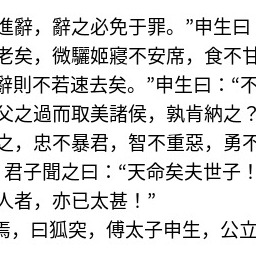 進辭，辭之必免于罪。”申生曰
老矣，微驪姬寢不安席，食不甘
辭則不若速去矣。”申生曰：“不
父之過而取美諸侯，孰肯納之？
之，忠不暴君，智不重惡，勇不
君子聞之曰：“天命矣夫世子！
人者，亦已太甚！”
焉，曰狐突，傅太子申生，公立